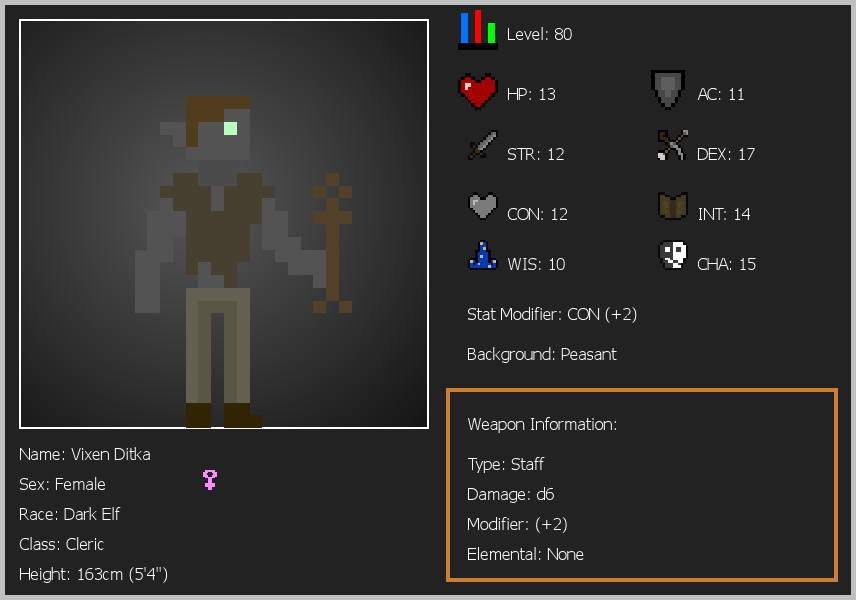 Level: 80
HP: 13
AC: 11
STR: 12
DEX: 17
CON: 12
INT: 14
WIS: 10
CHA: 15
Stat Modifier: CON (+2)
Background: Peasant
Weapon Information:
Type: Staff
Damage: d6
Modifier: (+2)
Elemental: None
Name: Vixen Ditka
Sex: Female
Race: Dark Elf
Class: Cleric
Height: 163cm (5'4")